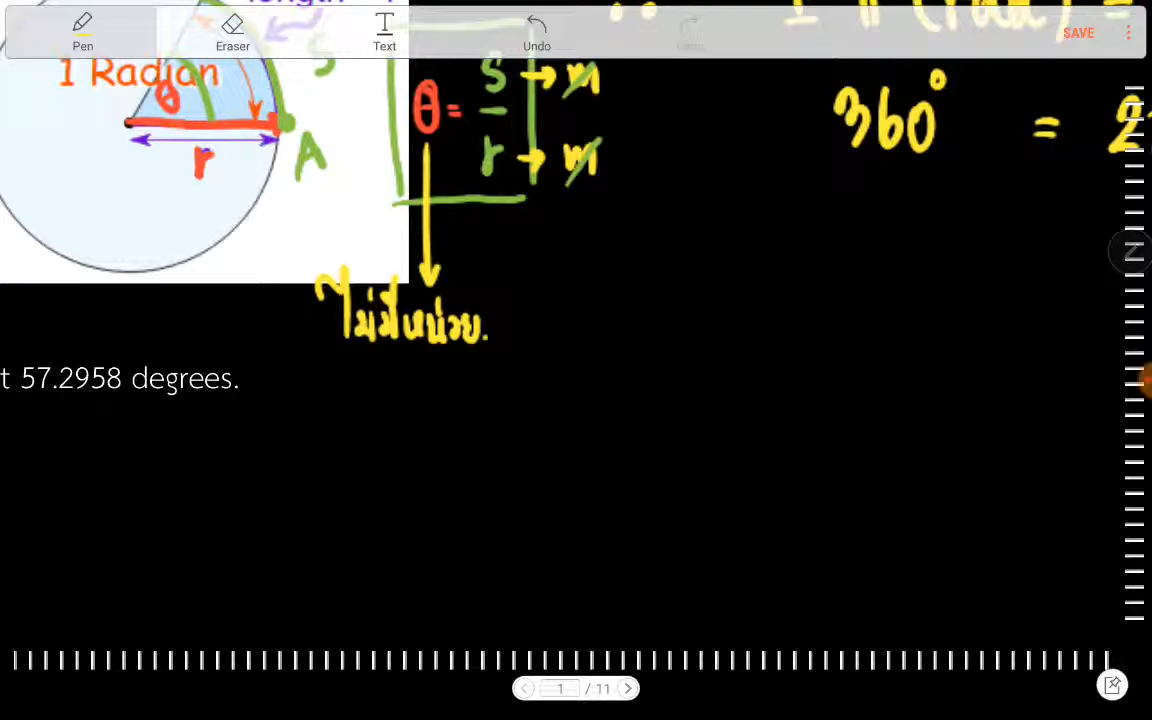 Pen
Eraser
Text
Undo
SAVE
1 Radian
θ
S
A
r
θ = s/r → m
→ m
360° = 2
ไม่มีหน่วย.
t 57.2958 degrees.
1 / 11